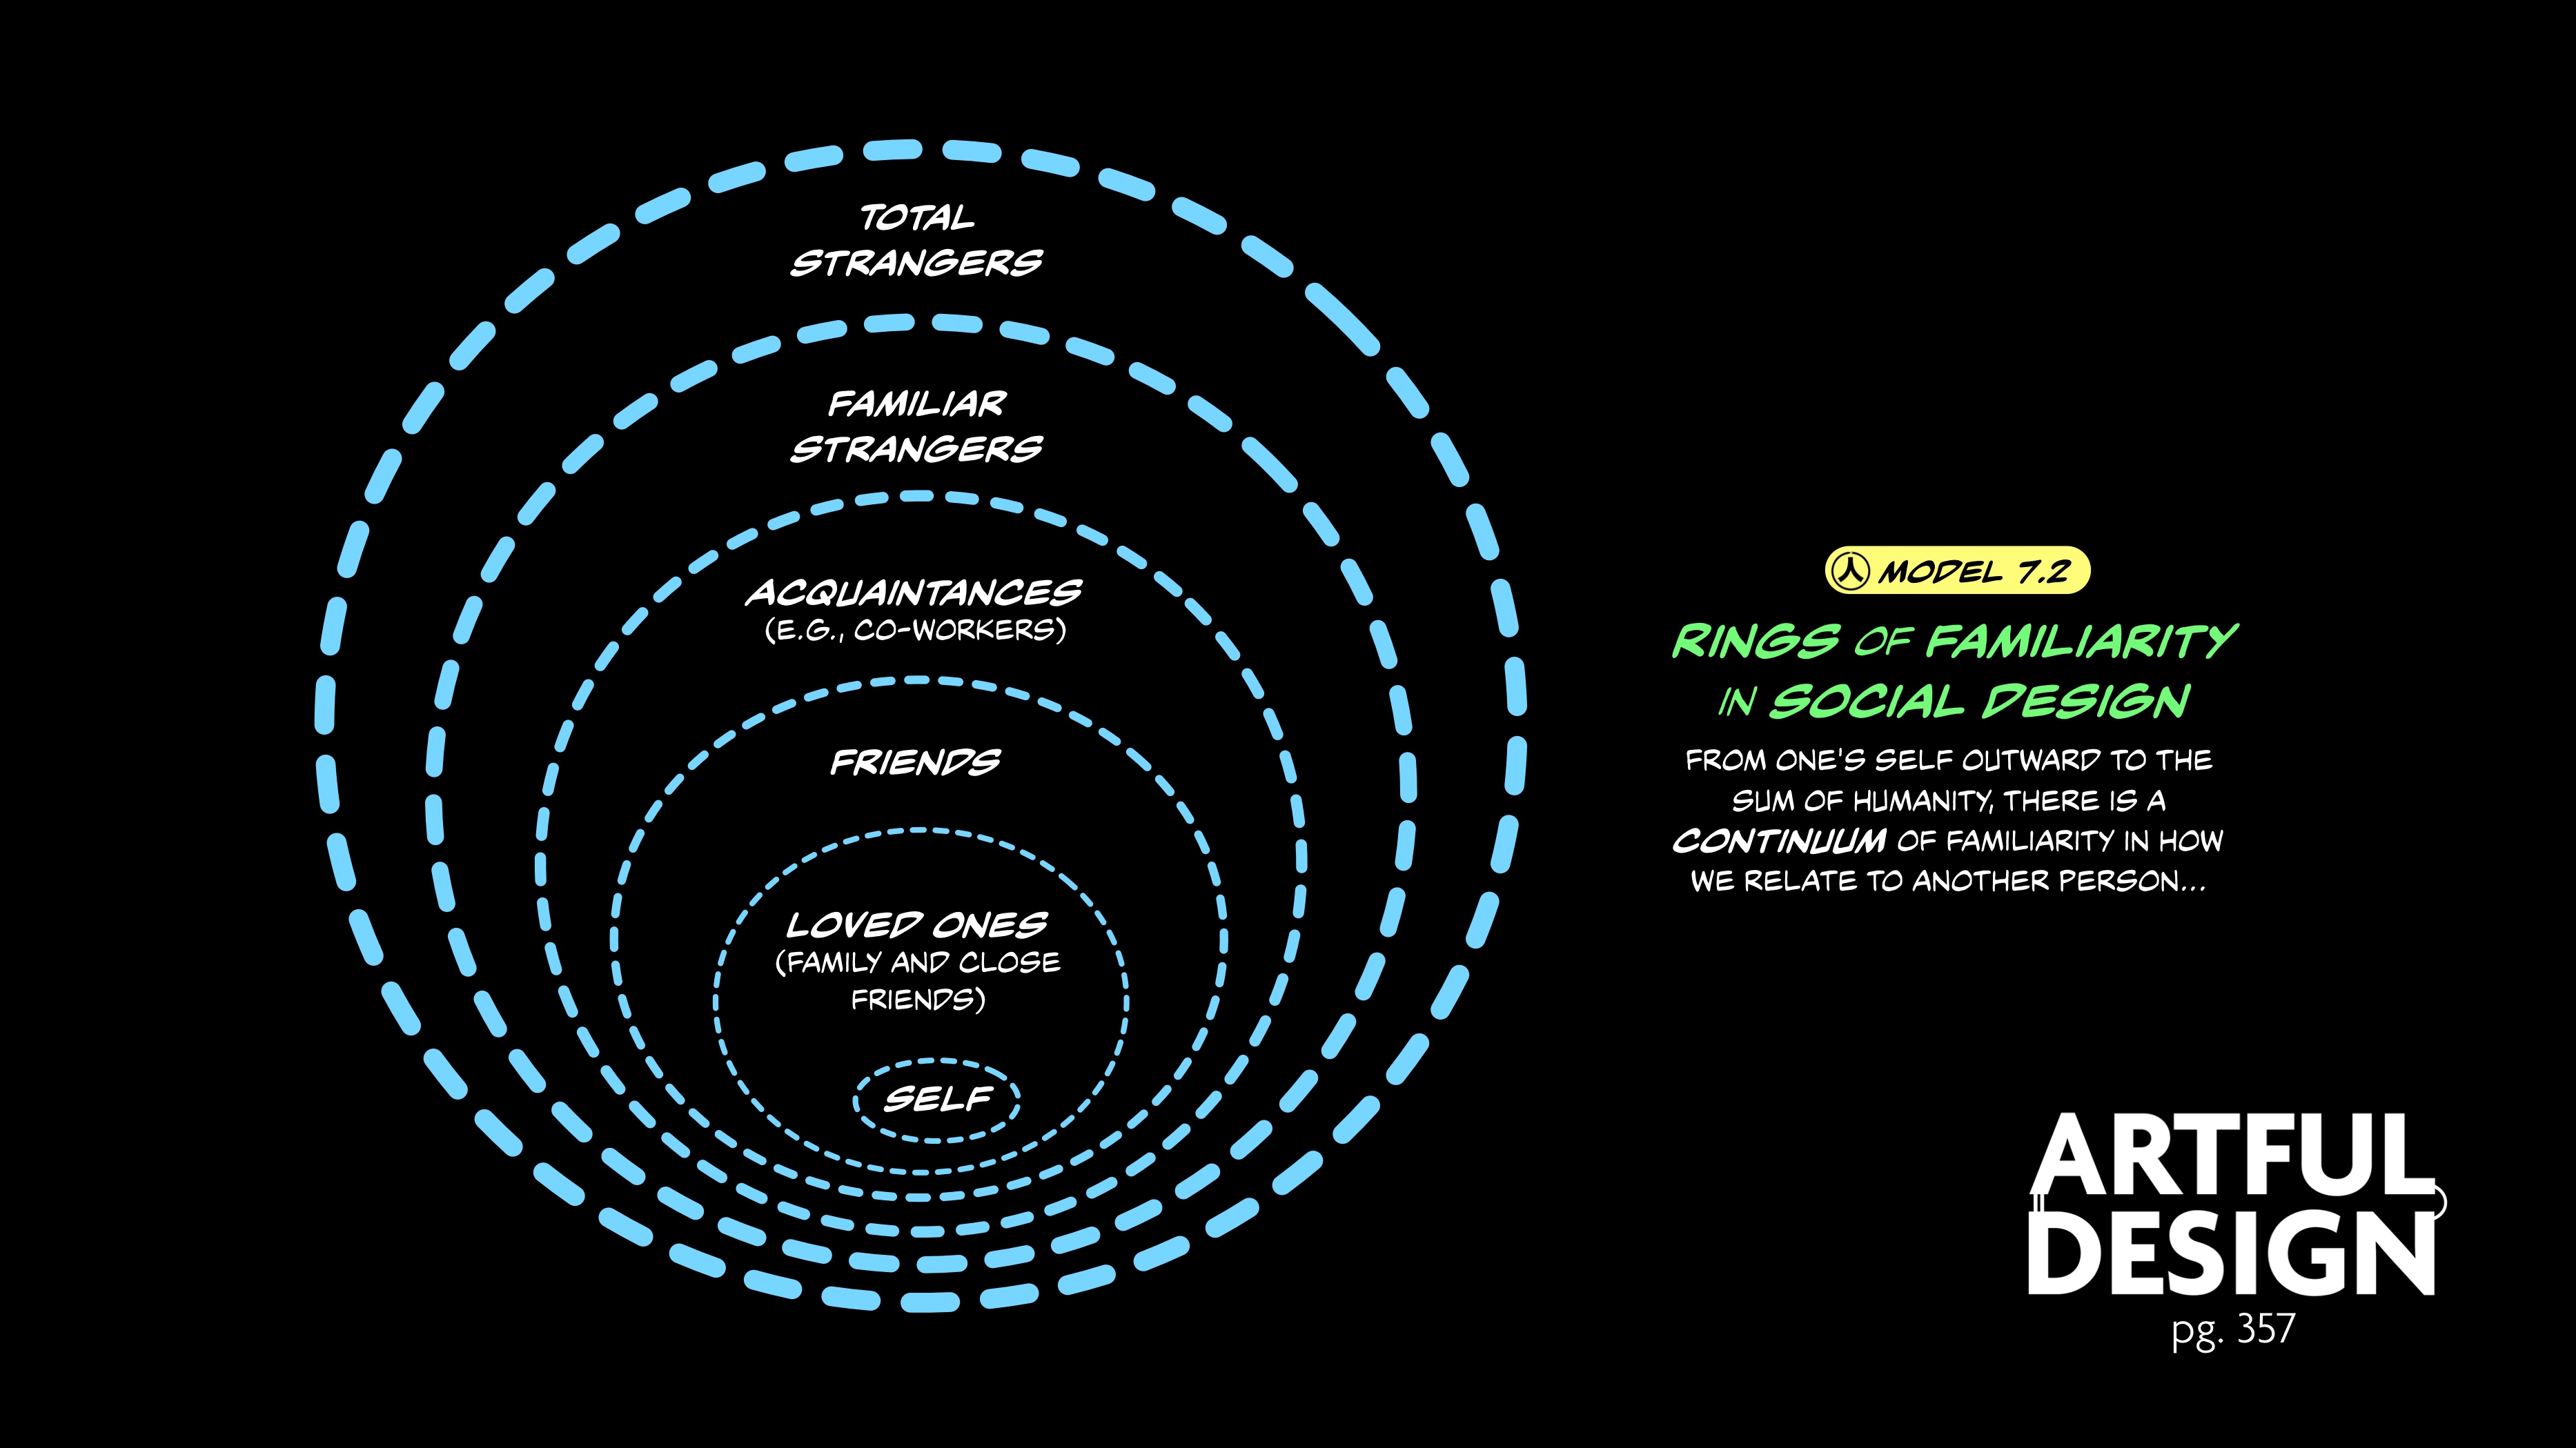 TOTAL
STRANGERS
FAMILIAR
STRANGERS
ACQUAINTANCES
(E.G., CO-WORKERS)
FRIENDS
LOVED ONES
(FAMILY AND CLOSE
FRIENDS)
SELF
MODEL 7.2
RINGS OF FAMILIARITY
IN SOCIAL DESIGN
FROM ONE'S SELF OUTWARD TO THE
SUM OF HUMANITY, THERE IS A
CONTINUUM OF FAMILIARITY IN HOW
WE RELATE TO ANOTHER PERSON...
ARTFUL
DESIGN
pg. 357